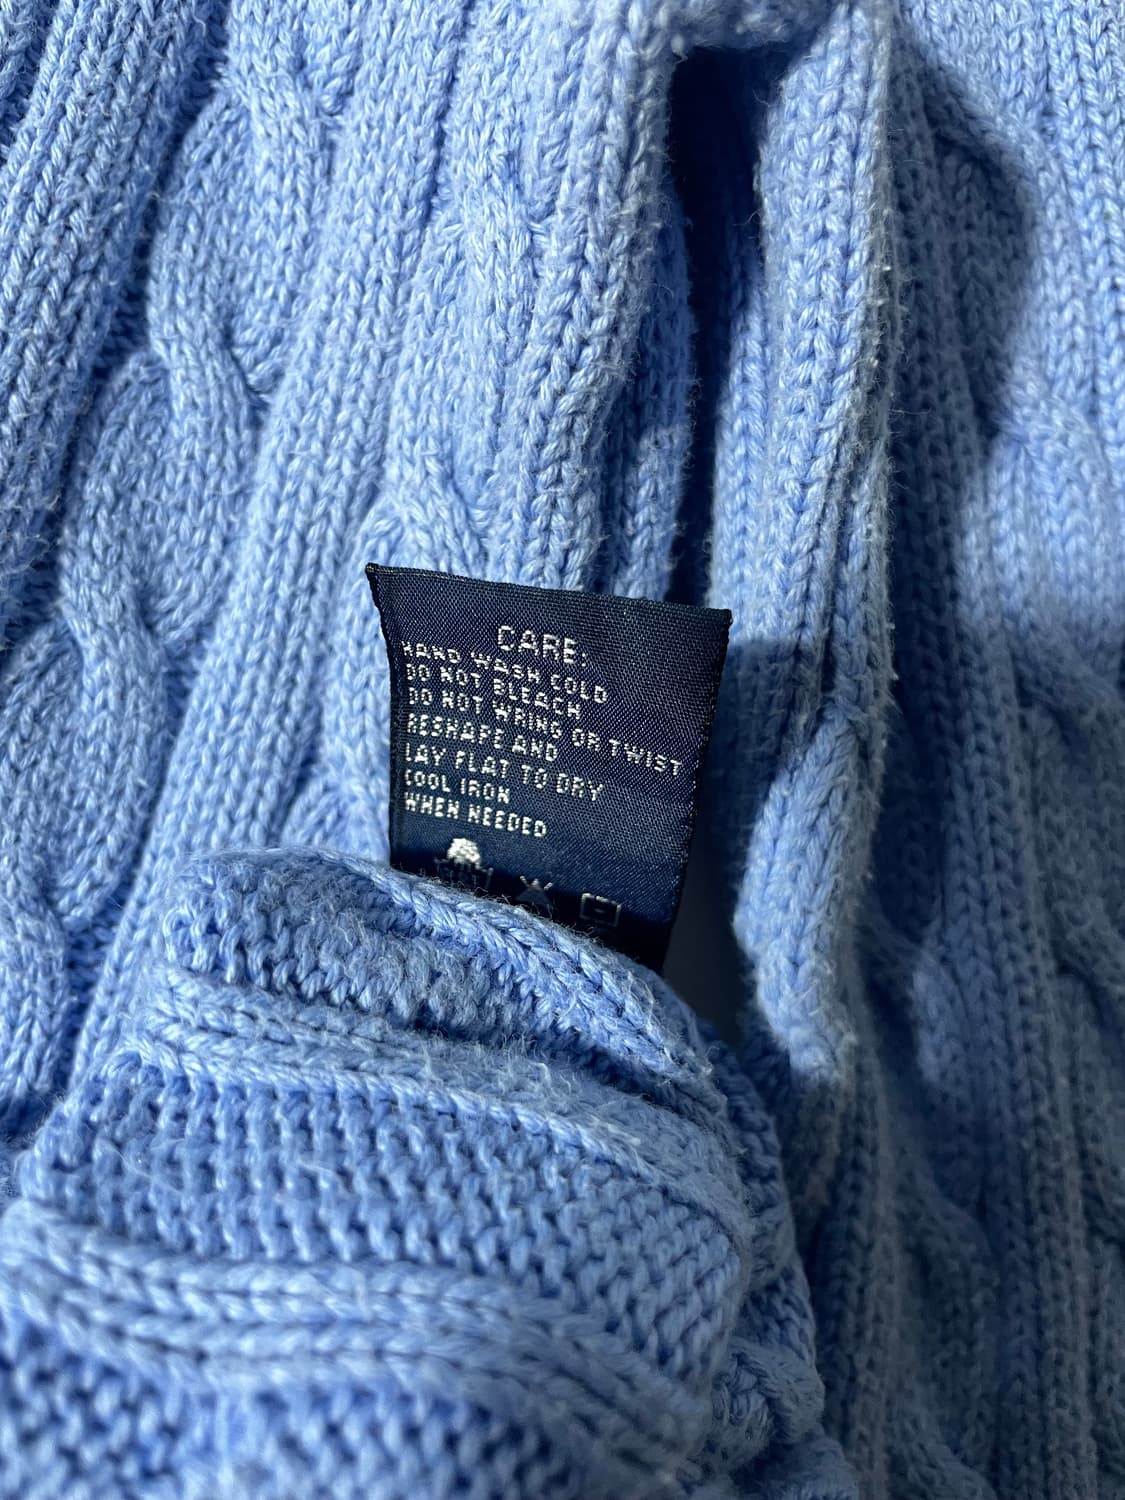 CARE:
HAND WASH COLD
DO NOT BLEACH
DO NOT WRING OR TWIST
RESHAPE AND
LAY FLAT TO DRY
COOL IRON
WHEN NEEDED